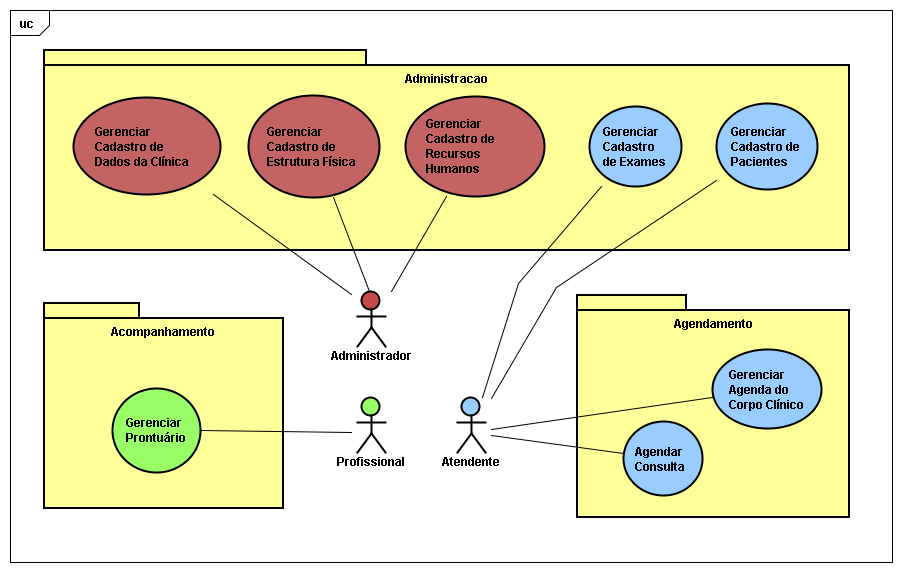 uc
Administracao
Gerenciar
Cadastro de
Dados da Clínica
Gerenciar
Cadastro de
Estrutura Física
Gerenciar
Cadastro de
Recursos
Humanos
Gerenciar
Cadastro
de Exames
Gerenciar
Cadastro de
Pacientes
Administrador
Acompanhamento
Gerenciar
Prontuário
Profissional
Atendente
Agendamento
Gerenciar
Agenda do
Corpo Clínico
Agendar
Consulta